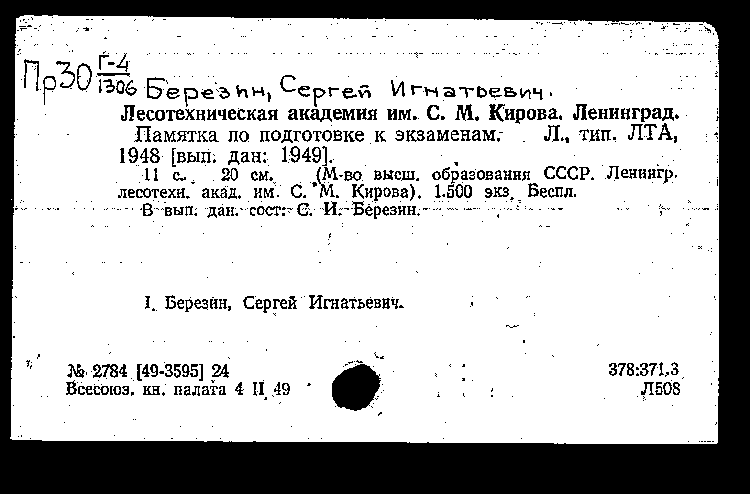 Пр30 Г-4/1306 Березин, Сергей Игнатьевич.
Лесотехническая академия им. С. М. Кирова. Ленинград.
Памятка по подготовке к экзаменам. Л., тип. ЛТА,
1948 [вып. дан: 1949].
11 с. 20 см. (М-во высш. образования СССР. Ленингр.
лесотехн. акад. им. С. М. Кирова). 1.500 экз. Беспл.
В вып. дан. сост: С. И. Березин.
I. Березин, Сергей Игнатьевич.
№ 2784 [49-3595] 24 378:371.3
Всесоюз. кн. палата 4 II 49 Л508